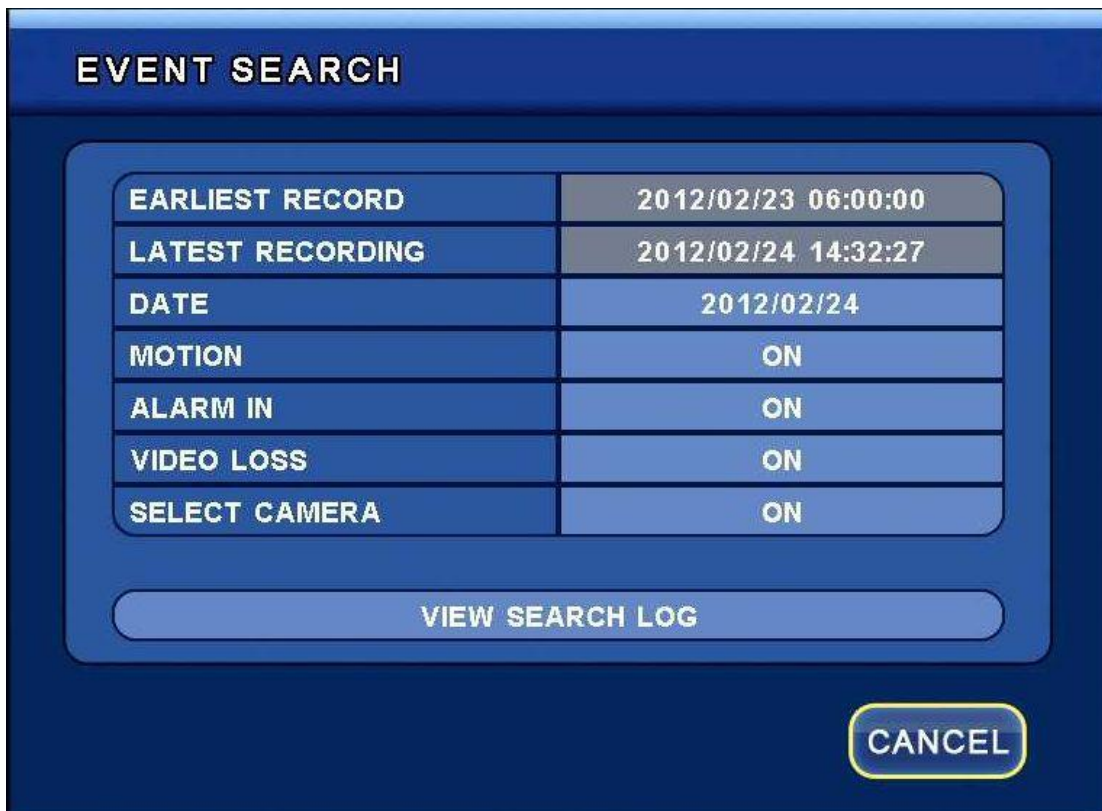 EVENT SEARCH
EARLIEST RECORD 2012/02/23 06:00:00
LATEST RECORDING 2012/02/24 14:32:27
DATE 2012/02/24
MOTION ON
ALARM IN ON
VIDEO LOSS ON
SELECT CAMERA ON
VIEW SEARCH LOG
CANCEL